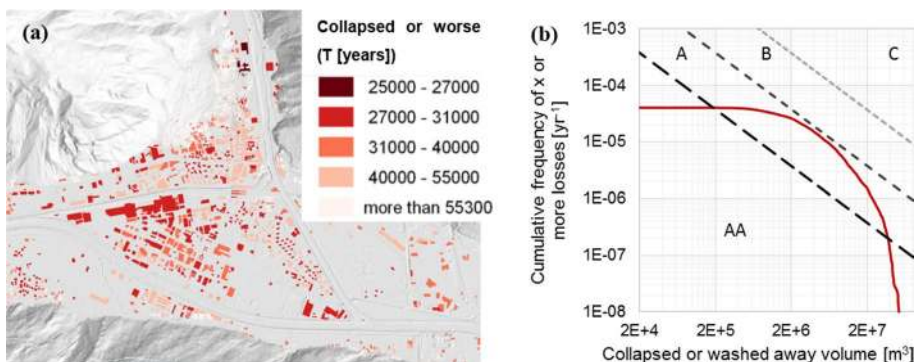 (a)
Collapsed or worse
(T [years])
25000 - 27000
27000 - 31000
31000 - 40000
40000 - 55000
more than 55300
(b)
Cumulative frequency of x or
more losses [yr⁻¹]
1E-03
1E-04
1E-05
1E-06
1E-07
1E-08
A
B
C
AA
2E+4
2E+5
2E+6
2E+7
Collapsed or washed away volume [m³]